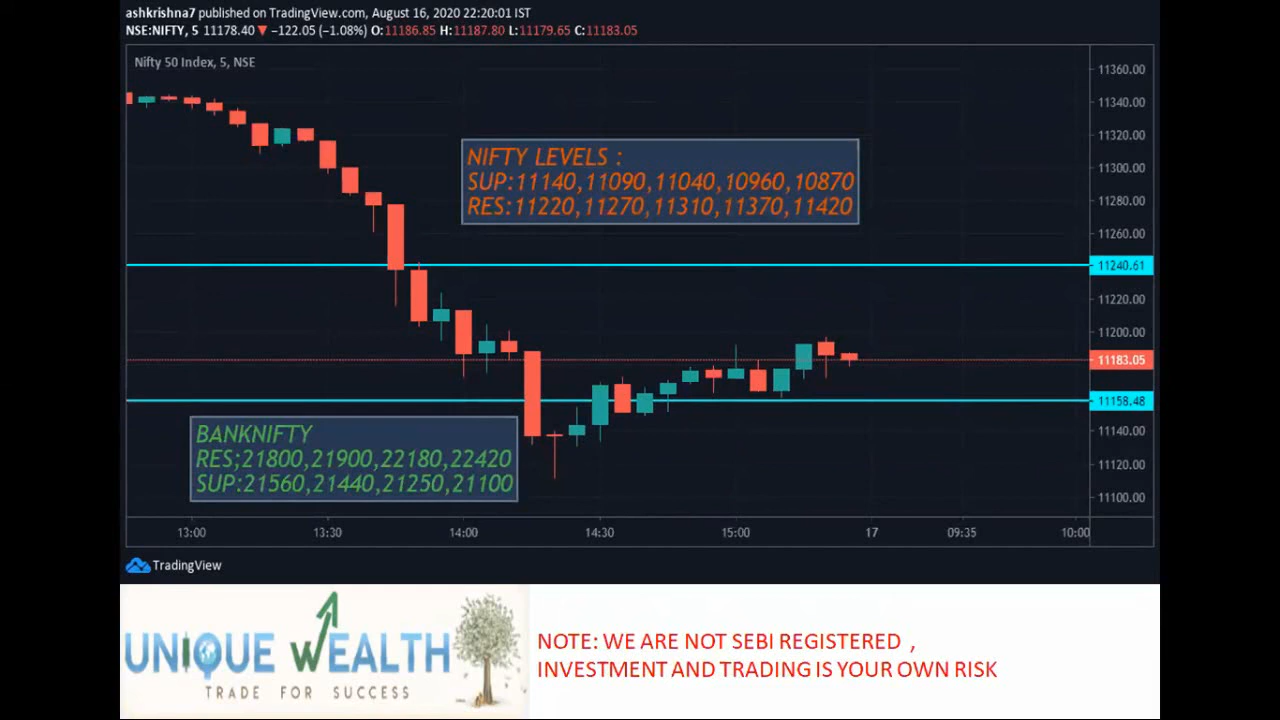 ashkrishna7 published on TradingView.com, August 16, 2020 22:20:01 IST
NSE:NIFTY, 5 11178.40 ▼ −122.05 (−1.08%) O:11186.85 H:11187.80 L:11179.65 C:11183.05
Nifty 50 Index, 5, NSE
11360.00
11340.00
11320.00
11300.00
11280.00
11260.00
11240.61
11220.00
11200.00
11183.05
11158.48
11140.00
11120.00
11100.00
NIFTY LEVELS :
SUP:11140,11090,11040,10960,10870
RES:11220,11270,11310,11370,11420
BANKNIFTY
RES;21800,21900,22180,22420
SUP:21560,21440,21250,21100
13:00 13:30 14:00 14:30 15:00 17 09:35 10:00
TradingView
UNIQUE WEALTH
TRADE FOR SUCCESS
NOTE: WE ARE NOT SEBI REGISTERED ,
INVESTMENT AND TRADING IS YOUR OWN RISK